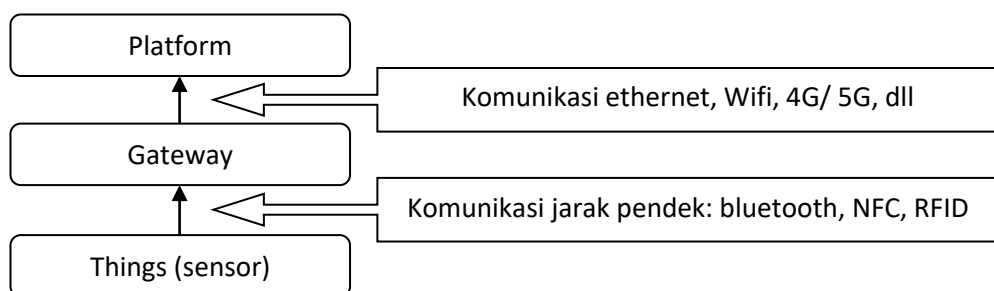 Platform
Komunikasi ethernet, Wifi, 4G/ 5G, dll
Gateway
Komunikasi jarak pendek: bluetooth, NFC, RFID
Things (sensor)